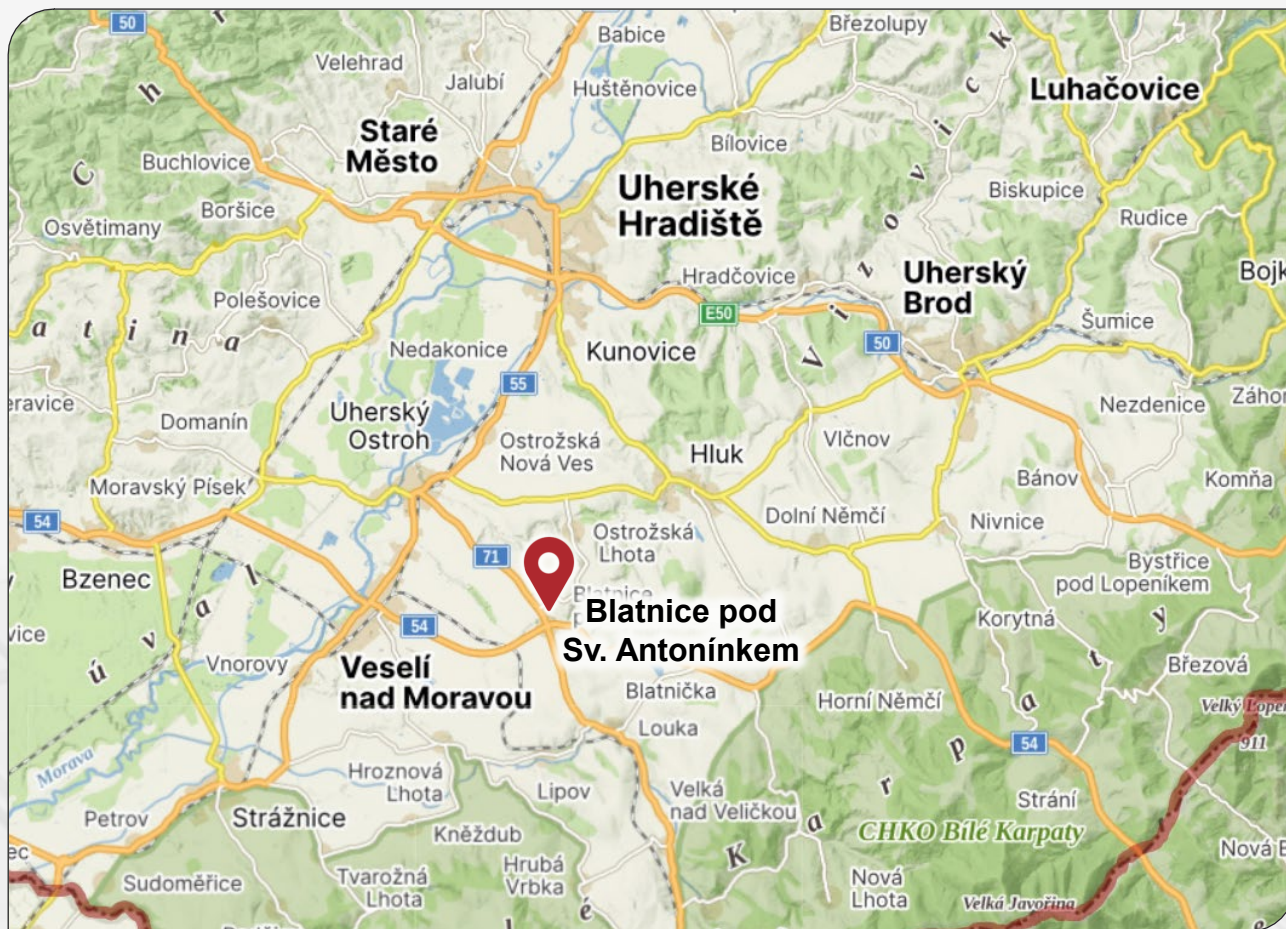 50
Babice
Březolupy
Velehrad
Jalubí
Huštěnovice
Luhačovice
Staré
Město
Buchlovice
Bílovice
Uherské
Hradiště
Biskupice
Boršice
Osvětimany
Rudice
Hradčovice
Uherský
Brod
Polešovice
E50
Šumice
Nedakonice
Kunovice
50
55
Domanín
Uherský
Ostroh
Nezdenice
Ostrožská
Nová Ves
Hluk
Vlčnov
Moravský Písek
Bánov
Komňa
54
Dolní Němčí
Nivnice
Ostrožská
Lhota
71
Bzenec
Bystřice
pod Lopeníkem
Blatnice
Blatnice pod
Sv. Antonínkem
Korytná
54
Vnorovy
Veselí
nad Moravou
Blatnička
Březová
Horní Němčí
Louka
911
54
Morava
Hroznová
Lhota
Lipov
Velká
nad Veličkou
Strání
Petrov
Strážnice
Kněždub
CHKO Bílé Karpaty
Sudoměřice
Tvarožná
Lhota
Hrubá
Vrbka
Nová
Lhota
Velká Javořina